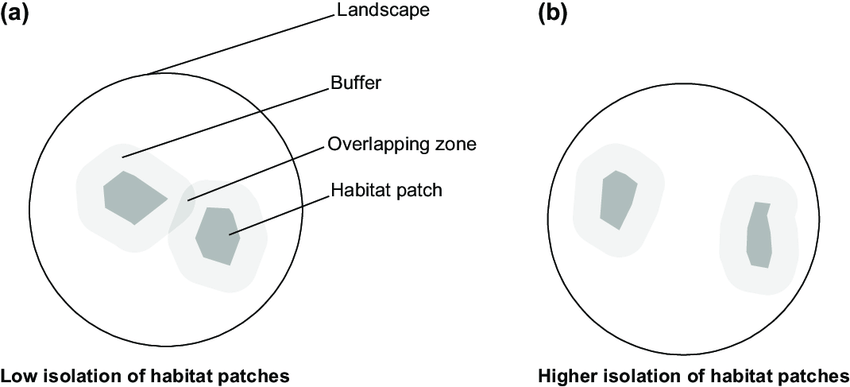 (a)
Landscape
Buffer
Overlapping zone
Habitat patch
Low isolation of habitat patches
(b)
Higher isolation of habitat patches